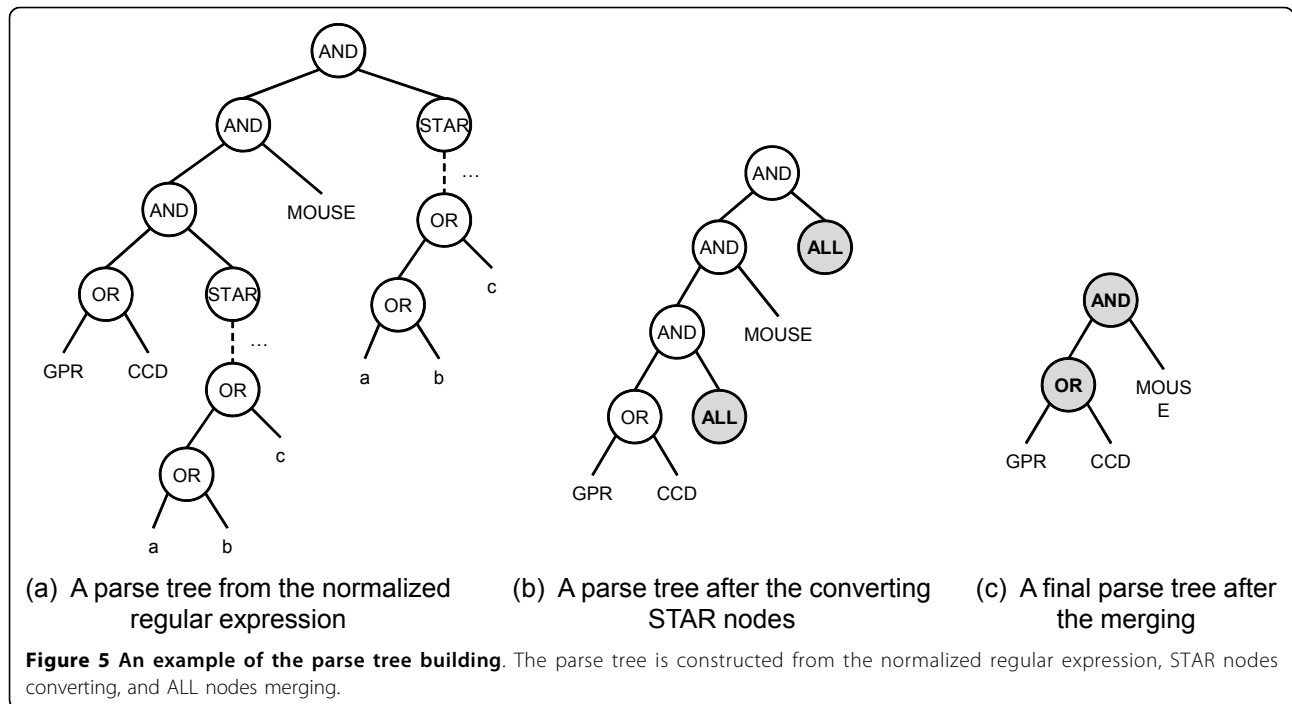 AND
AND
STAR
...
AND
MOUSE
OR
OR
STAR
c
OR
...
GPR
CCD
a
b
OR
c
OR
a
b
AND
AND
ALL
AND
MOUSE
OR
ALL
GPR
CCD
AND
OR
MOUS
E
GPR
CCD
(a) A parse tree from the normalized
regular expression
(b) A parse tree after the converting
STAR nodes
(c) A final parse tree after
the merging
Figure 5 An example of the parse tree building. The parse tree is constructed from the normalized regular expression, STAR nodes
converting, and ALL nodes merging.